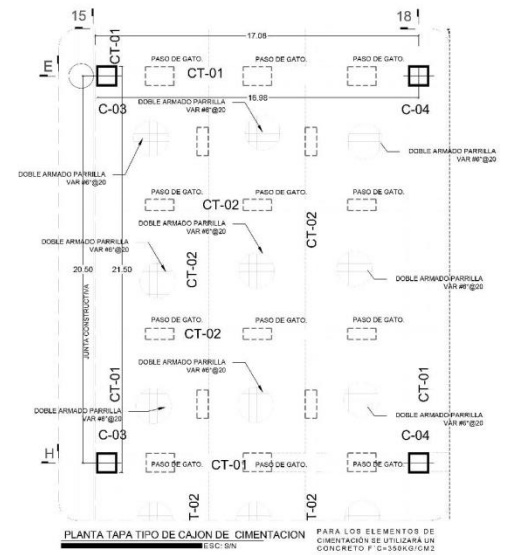 15
18
17.08
CT-01
PASO DE GATO. PASO DE GATO. PASO DE GATO.
E
CT-01
16.98
C-03
DOBLE ARMADO PARRILLA
VAR #6"@20
C-04
DOBLE ARMADO PARRILLA
VAR #6"@20
DOBLE ARMADO PARRILLA
VAR #6"@20
PASO DE GATO. PASO DE GATO. PASO DE GATO.
CT-02
CT-02
DOBLE ARMADO PARRILLA
VAR #6"@20
DOBLE ARMADO PARRILLA
VAR #6"@20
CT-02
20.50
21.50
DOBLE ARMADO PARRILLA
VAR #6"@20
JUNTA CONSTRUCTIVA
PASO DE GATO. PASO DE GATO. PASO DE GATO.
CT-02
DOBLE ARMADO PARRILLA
VAR #6"@20
CT-01
CT-01
DOBLE ARMADO PARRILLA
VAR #6"@20
DOBLE ARMADO PARRILLA
VAR #6"@20
C-03
C-04
H
PASO DE GATO. CT-01 PASO DE GATO. PASO DE GATO.
T-02
T-02
PLANTA TAPA TIPO DE CAJON DE CIMENTACION
ESC: S/N
PARA LOS ELEMENTOS DE
CIMENTACIÓN SE UTILIZARÁ UN
CONCRETO F'C=350KG/CM